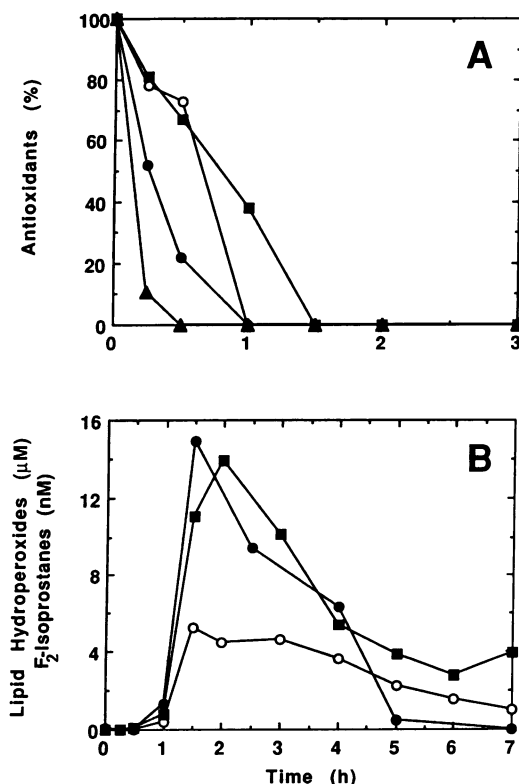 A
100
80
60
40
20
0
Antioxidants (%)
0 1 2 3
B
16
12
8
4
0
Lipid Hydroperoxides (μM)
F2-Isoprostanes (nM)
0 1 2 3 4 5 6 7
Time (h)